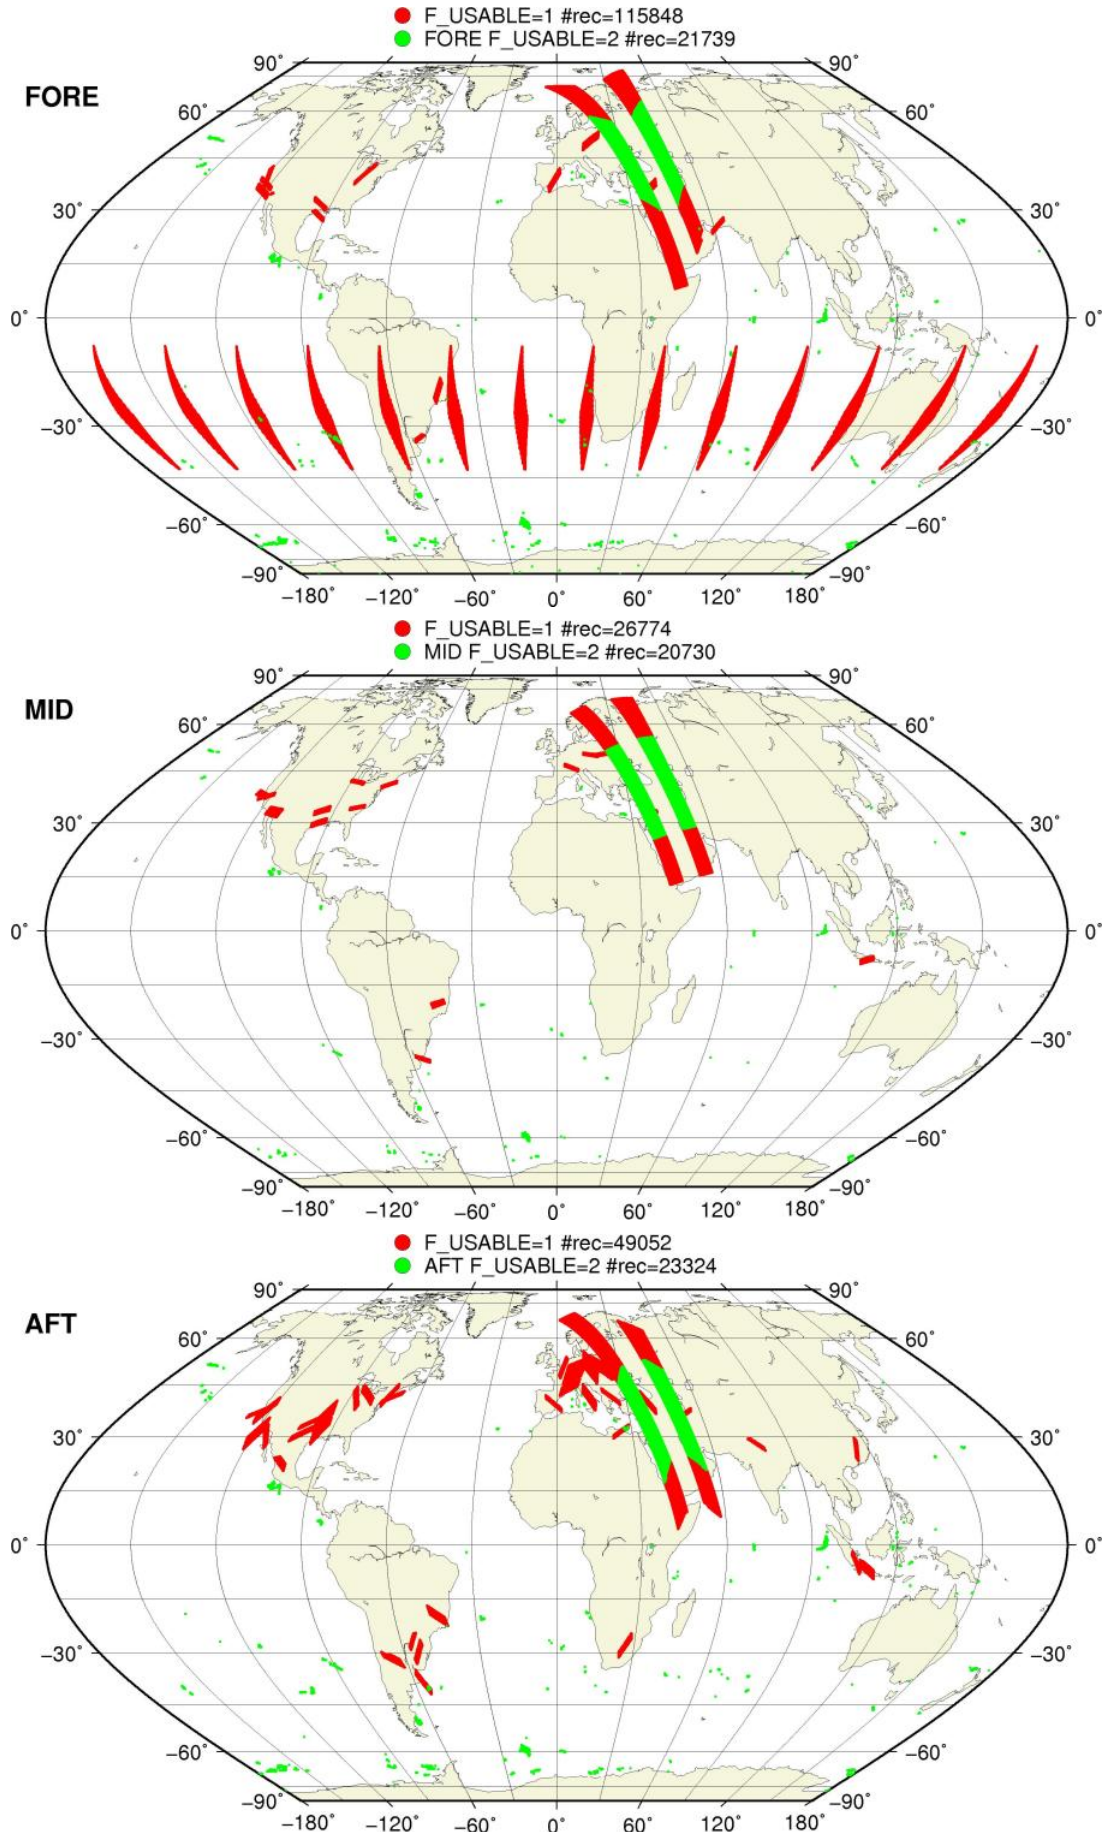 F_USABLE=1 #rec=115848
FORE F_USABLE=2 #rec=21739
FORE
90˚ 90˚
60˚ 60˚
30˚ 30˚
0˚ 0˚
−30˚ −30˚
−60˚ −60˚
−90˚ −90˚
−180˚ −120˚ −60˚ 0˚ 60˚ 120˚ 180˚
F_USABLE=1 #rec=26774
MID F_USABLE=2 #rec=20730
MID
90˚ 90˚
60˚ 60˚
30˚ 30˚
0˚ 0˚
−30˚ −30˚
−60˚ −60˚
−90˚ −90˚
−180˚ −120˚ −60˚ 0˚ 60˚ 120˚ 180˚
F_USABLE=1 #rec=49052
AFT F_USABLE=2 #rec=23324
AFT
90˚ 90˚
60˚ 60˚
30˚ 30˚
0˚ 0˚
−30˚ −30˚
−60˚ −60˚
−90˚ −90˚
−180˚ −120˚ −60˚ 0˚ 60˚ 120˚ 180˚